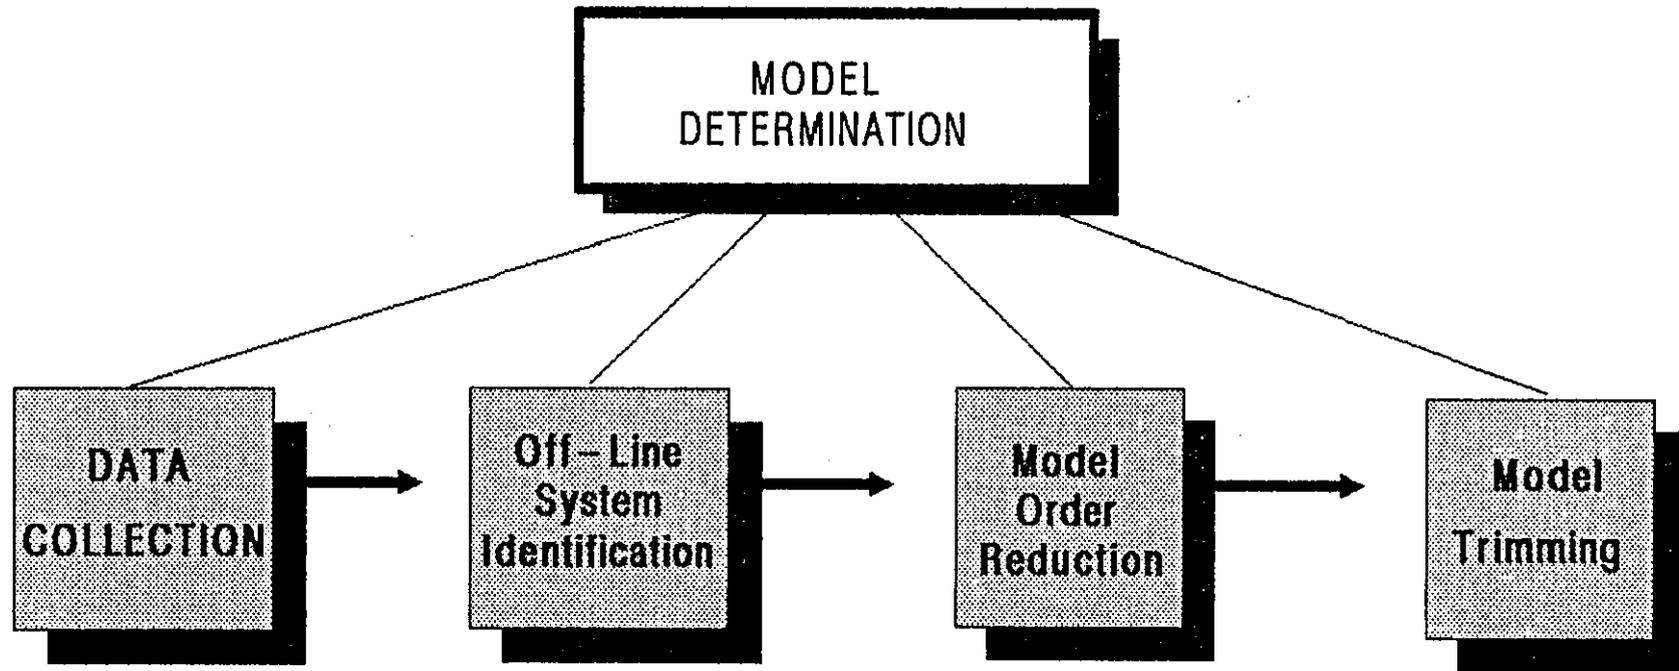 MODEL
DETERMINATION
DATA
COLLECTION
Off-Line
System
Identification
Model
Order
Reduction
Model
Trimming